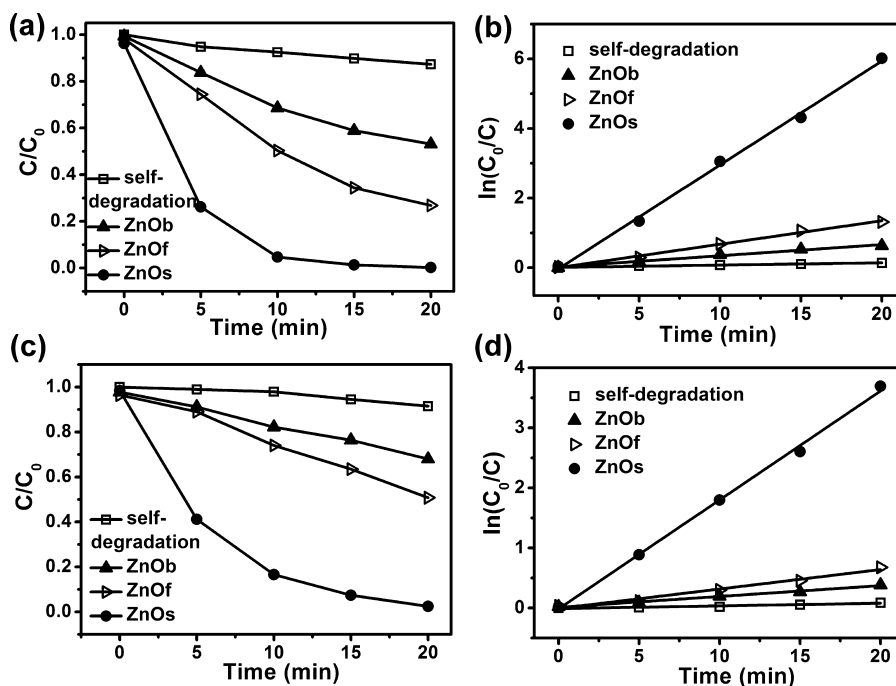 (a)
C/C0
1.0
0.8
0.6
0.4
0.2
0.0
self-
degradation
ZnOb
ZnOf
ZnOs
0 5 10 15 20
Time (min)
(b)
ln(C0/C)
6
4
2
0
self-degradation
ZnOb
ZnOf
ZnOs
0 5 10 15 20
Time (min)
(c)
C/C0
1.0
0.8
0.6
0.4
0.2
0.0
self-
degradation
ZnOb
ZnOf
ZnOs
0 5 10 15 20
Time (min)
(d)
ln(C0/C)
4
3
2
1
0
self-degradation
ZnOb
ZnOf
ZnOs
0 5 10 15 20
Time (min)